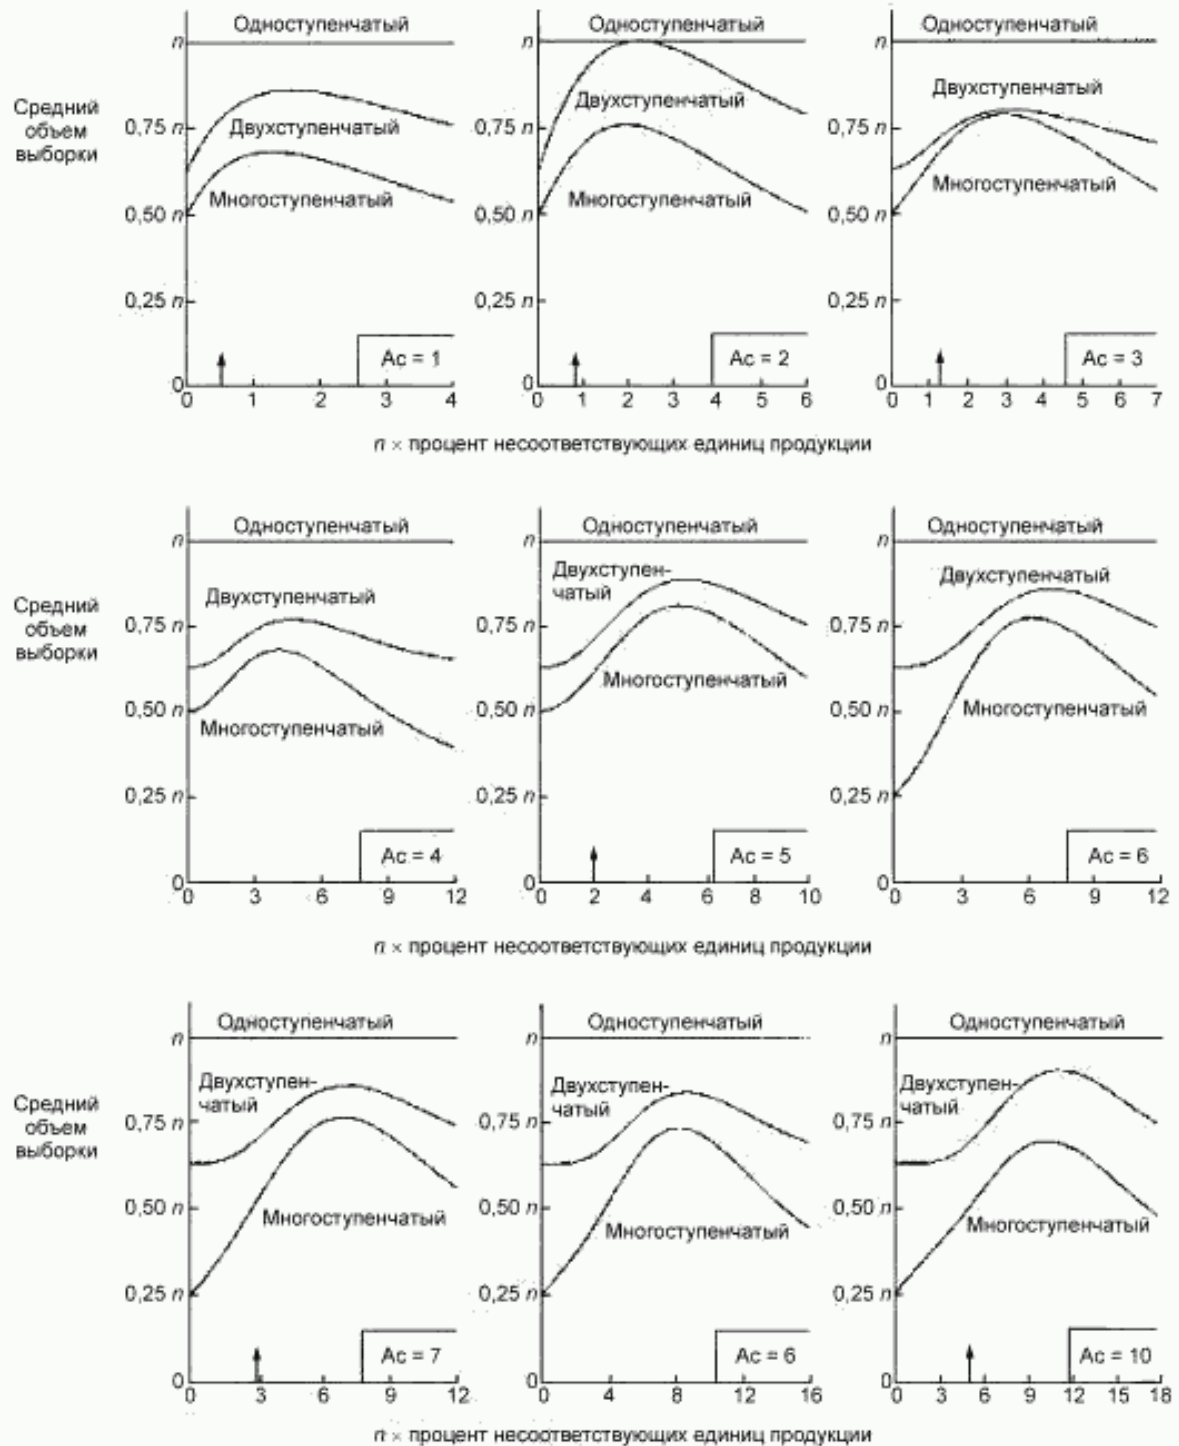 Одноступенчатый
Средний
объем
выборки
n
0,75 n
0,50 n
0,25 n
0
Двухступенчатый
Многоступенчатый
Ac = 1
0 1 2 3 4
Одноступенчатый
n
0,75 n
0,50 n
0,25 n
0
Двухступенчатый
Многоступенчатый
Ac = 2
0 1 2 3 4 5 6
Одноступенчатый
n
0,75 n
0,50 n
0,25 n
0
Двухступенчатый
Многоступенчатый
Ac = 3
0 1 2 3 4 5 6 7
n × процент несоответствующих единиц продукции
Одноступенчатый
Средний
объем
выборки
n
0,75 n
0,50 n
0,25 n
0
Двухступенчатый
Многоступенчатый
Ac = 4
0 3 6 9 12
Одноступенчатый
n
0,75 n
0,50 n
0,25 n
0
Двухступен-
чатый
Многоступенчатый
Ac = 5
0 2 4 6 8 10
Одноступенчатый
n
0,75 n
0,50 n
0,25 n
0
Двухступенчатый
Многоступенчатый
Ac = 6
0 3 6 9 12
n × процент несоответствующих единиц продукции
Одноступенчатый
Средний
объем
выборки
n
0,75 n
0,50 n
0,25 n
0
Двухступен-
чатый
Многоступенчатый
Ac = 7
0 3 6 9 12
Одноступенчатый
n
0,75 n
0,50 n
0,25 n
0
Двухступен-
чатый
Многоступенчатый
Ac = 6
0 4 8 12 16
Одноступенчатый
n
0,75 n
0,50 n
0,25 n
0
Двухступен-
чатый
Многоступенчатый
Ac = 10
0 3 6 9 12 15 18
n × процент несоответствующих единиц продукции